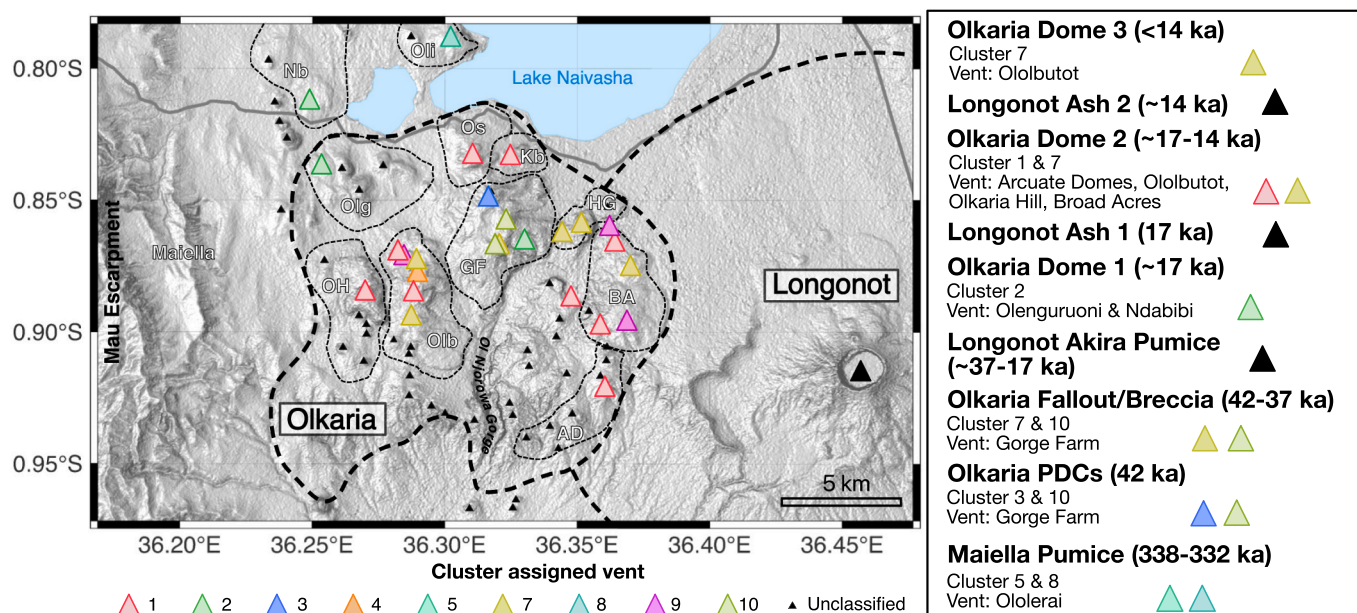 0.80°S
0.85°S
0.90°S
0.95°S
Oli
Nb
Lake Naivasha
Os
Kb
Olg
HG
Mau Escarpment
Maiella
GF
OH
BA
Longonot
Olb
Ol Njorowa Gorge
Olkaria
AD
5 km
36.20°E 36.25°E 36.30°E 36.35°E 36.40°E 36.45°E
Cluster assigned vent
1 2 3 4 5 7 8 9 10 Unclassified
Olkaria Dome 3 (<14 ka)
Cluster 7
Vent: Ololbutot
Longonot Ash 2 (~14 ka)
Olkaria Dome 2 (~17-14 ka)
Cluster 1 & 7
Vent: Arcuate Domes, Ololbutot,
Olkaria Hill, Broad Acres
Longonot Ash 1 (17 ka)
Olkaria Dome 1 (~17 ka)
Cluster 2
Vent: Olenguruoni & Ndabibi
Longonot Akira Pumice
(~37-17 ka)
Olkaria Fallout/Breccia (42-37 ka)
Cluster 7 & 10
Vent: Gorge Farm
Olkaria PDCs (42 ka)
Cluster 3 & 10
Vent: Gorge Farm
Maiella Pumice (338-332 ka)
Cluster 5 & 8
Vent: Ololerai